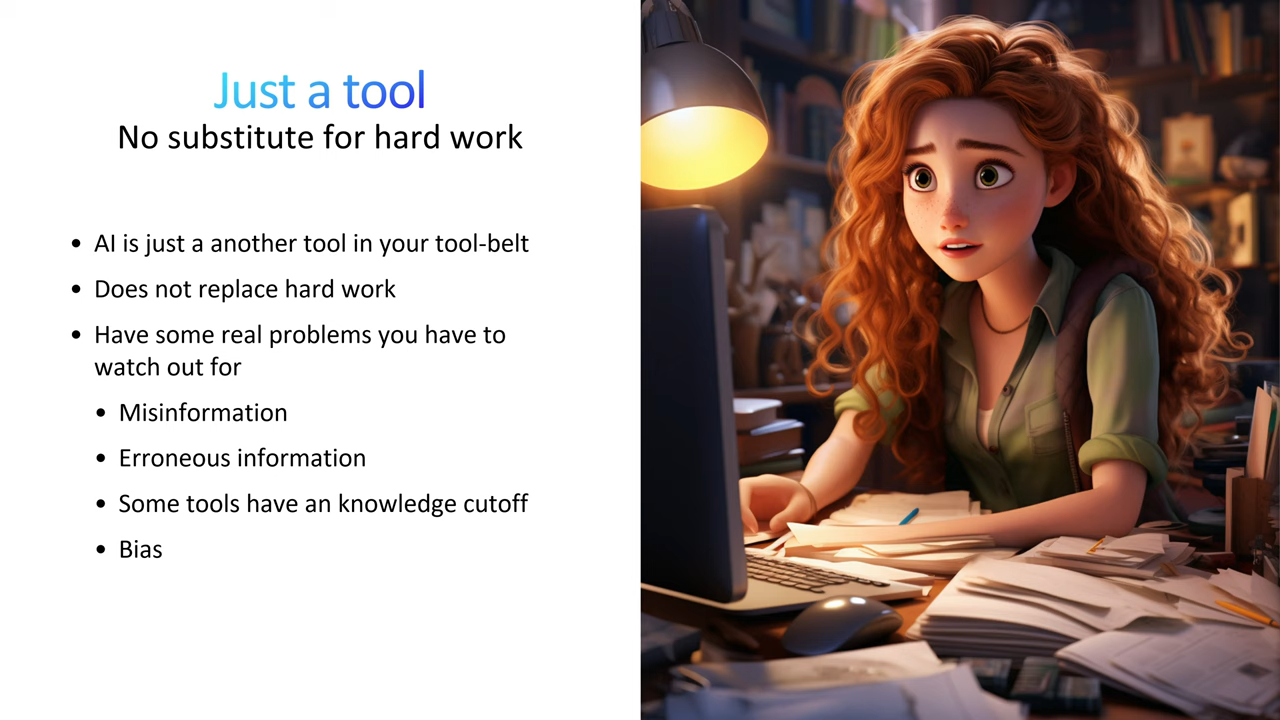 Just a tool
No substitute for hard work
• AI is just a another tool in your tool-belt
• Does not replace hard work
• Have some real problems you have to
watch out for
• Misinformation
• Erroneous information
• Some tools have an knowledge cutoff
• Bias